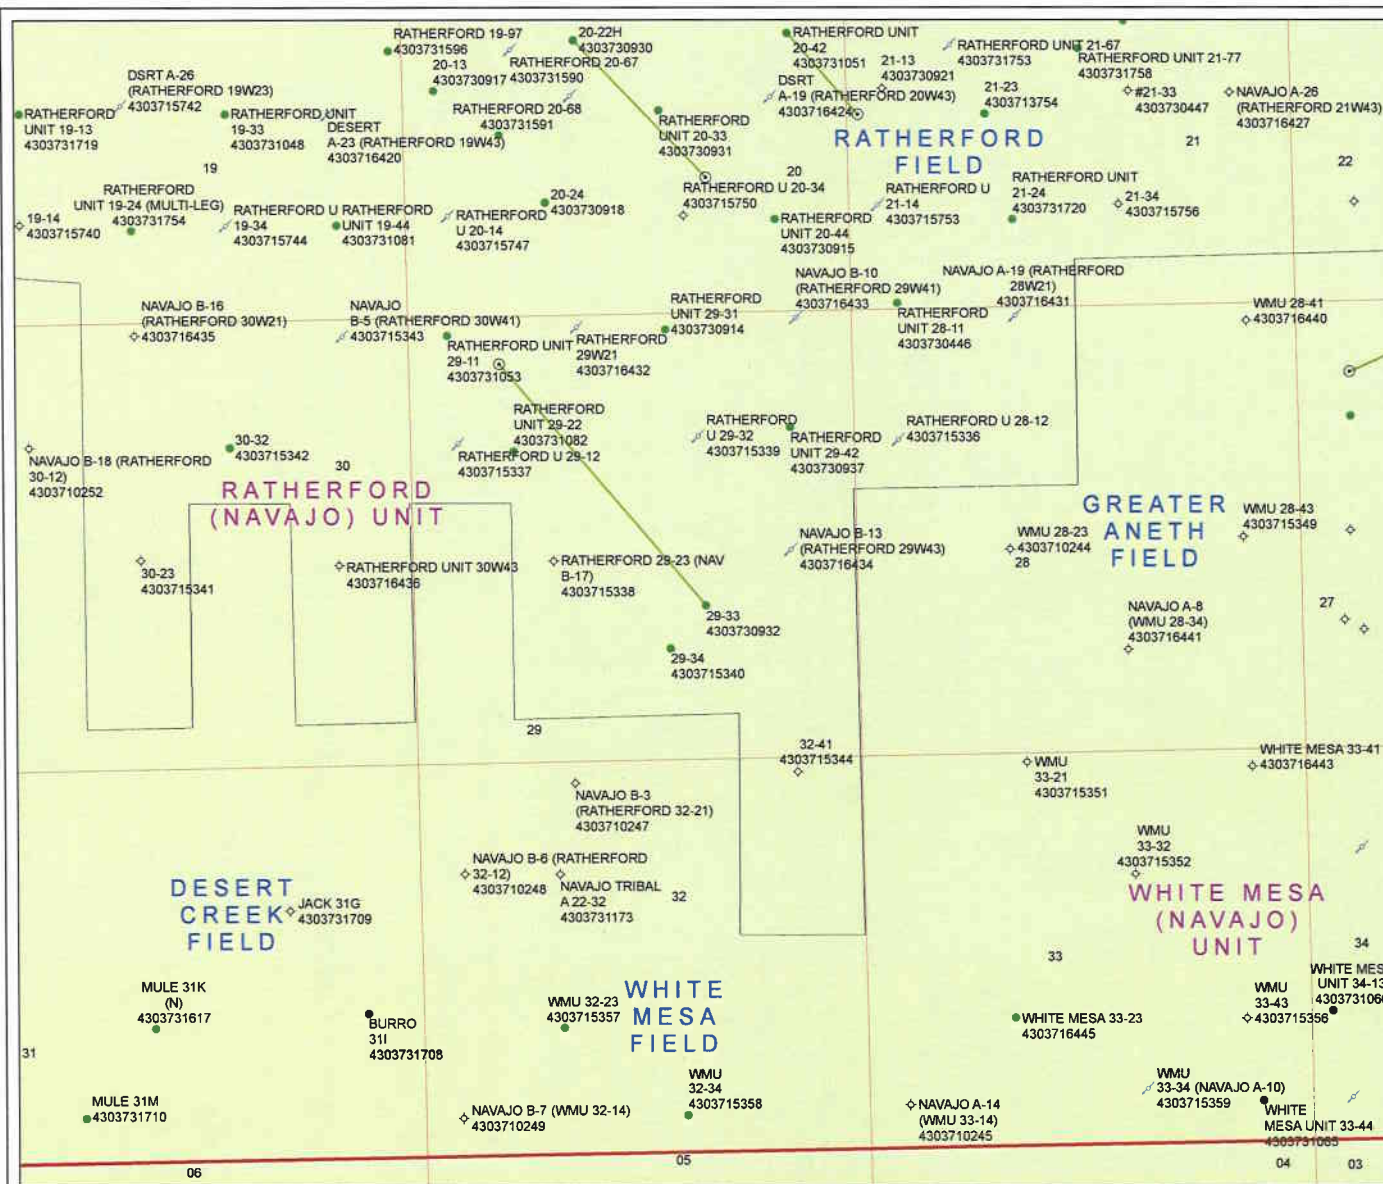 RATHERFORD 19-97
4303731596
20-13
4303730917
20-22H
4303730930
RATHERFORD 20-67
4303731590
RATHERFORD UNIT
20-42
4303731051
21-13
4303730921
RATHERFORD UNIT 21-67
4303731753
RATHERFORD UNIT 21-77
4303731758
DSRT A-26
(RATHERFORD 19W23)
4303715742
DSRT
A-19 (RATHERFORD 20W43)
4303716424
21-23
4303713754
#21-33
4303730447
NAVAJO A-26
(RATHERFORD 21W43)
4303716427
RATHERFORD
UNIT 19-13
4303731719
RATHERFORD UNIT
19-33
4303731048
DESERT
A-23 (RATHERFORD 19W43)
4303716420
RATHERFORD 20-68
4303731591
RATHERFORD
UNIT 20-33
4303730931
RATHERFORD
FIELD
21
22
19
20
RATHERFORD
UNIT 19-24 (MULTI-LEG)
4303731754
19-14
4303715740
RATHERFORD U
19-34
4303715744
RATHERFORD
UNIT 19-44
4303731081
RATHERFORD
U 20-14
4303715747
20-24
4303730918
RATHERFORD U 20-34
4303715750
RATHERFORD
UNIT 20-44
4303730915
RATHERFORD U
21-14
4303715753
RATHERFORD UNIT
21-24
4303731720
21-34
4303715756
NAVAJO B-16
(RATHERFORD 30W21)
4303716435
NAVAJO
B-5 (RATHERFORD 30W41)
4303715343
RATHERFORD UNIT
29-11
4303731053
RATHERFORD
29W21
4303716432
RATHERFORD
UNIT 29-31
4303730914
NAVAJO B-10
(RATHERFORD 29W41)
4303716433
RATHERFORD
UNIT 28-11
4303730446
NAVAJO A-19 (RATHERFORD
28W21)
4303716431
WMU 28-41
4303716440
RATHERFORD
UNIT 29-22
4303731082
RATHERFORD U 29-12
4303715337
RATHERFORD
U 29-32
4303715339
RATHERFORD
UNIT 29-42
4303730937
RATHERFORD U 28-12
4303715336
30-32
4303715342
NAVAJO B-18 (RATHERFORD
30-12)
4303710252
30
RATHERFORD
(NAVAJO) UNIT
GREATER
ANETH
FIELD
WMU 28-43
4303715349
WMU 28-23
4303710244
28
NAVAJO B-13
(RATHERFORD 29W43)
4303716434
30-23
4303715341
RATHERFORD UNIT 30W43
4303716436
RATHERFORD 29-23 (NAV
B-17)
4303715338
29-33
4303730932
29-34
4303715340
NAVAJO A-8
(WMU 28-34)
4303716441
27
29
32-41
4303715344
WMU
33-21
4303715351
WHITE MESA 33-41
4303716443
NAVAJO B-3
(RATHERFORD 32-21)
4303710247
WMU
33-32
4303715352
NAVAJO B-6 (RATHERFORD
32-12)
4303710248
NAVAJO TRIBAL
A 22-32
4303731173
32
DESERT
CREEK
FIELD
JACK 31G
4303731709
WHITE MESA
(NAVAJO)
UNIT
33
34
MULE 31K
(N)
4303731617
BURRO
31I
4303731708
WMU 32-23
4303715357
WHITE
MESA
FIELD
WHITE MESA 33-23
4303716445
WMU
33-43
4303715356
WHITE MES
UNIT 34-13
430373106
31
MULE 31M
4303731710
NAVAJO B-7 (WMU 32-14)
4303710249
WMU
32-34
4303715358
NAVAJO A-14
(WMU 33-14)
4303710245
WMU
33-34 (NAVAJO A-10)
4303715359
WHITE
MESA UNIT 33-44
4303731065
06
05
04
03